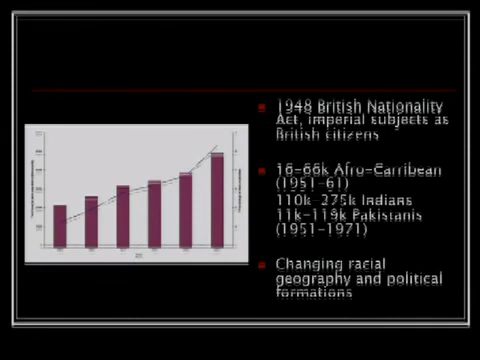 1948 British Nationality
Act, imperial subjects as
British citizens
16-66k Afro-Carribean
(1951-61)
110k-275k Indians
11k-119k Pakistanis
(1951-1971)
Changing racial
geography and political
formations